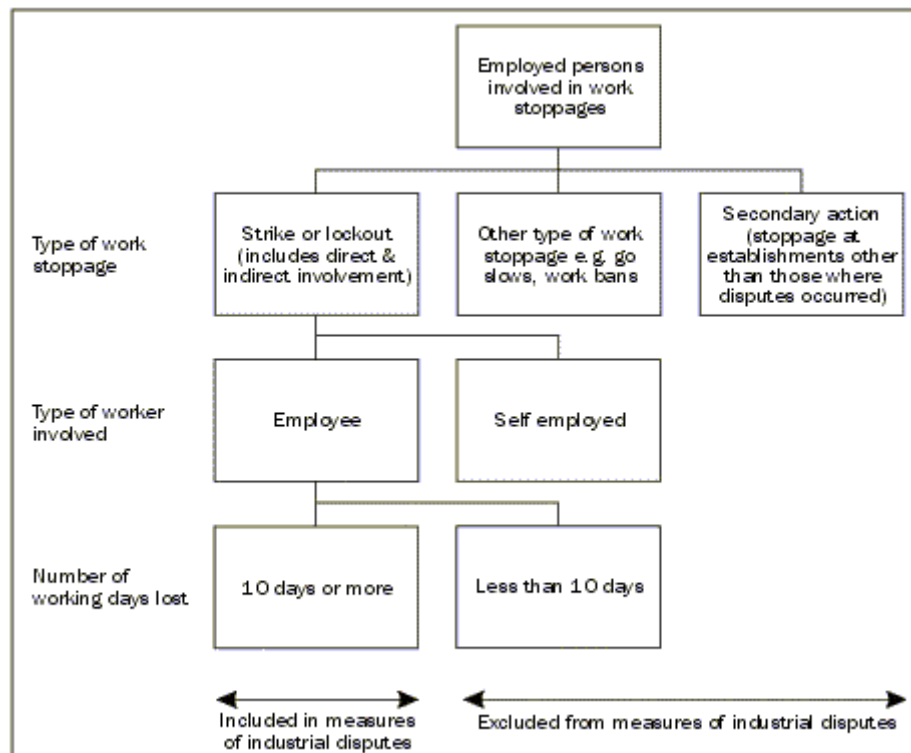 Employed persons
involved in work
stoppages
Type of work
stoppage
Strike or lockout
(includes direct &
indirect involvement)
Other type of work
stoppage e.g. go
slows, work bans
Secondary action
(stoppage at
establishments other
than those where
disputes occurred)
Type of worker
involved
Employee
Self employed
Number of
working days lost
10 days or more
Less than 10 days
Included in measures
of industrial disputes
Excluded from measures of industrial disputes